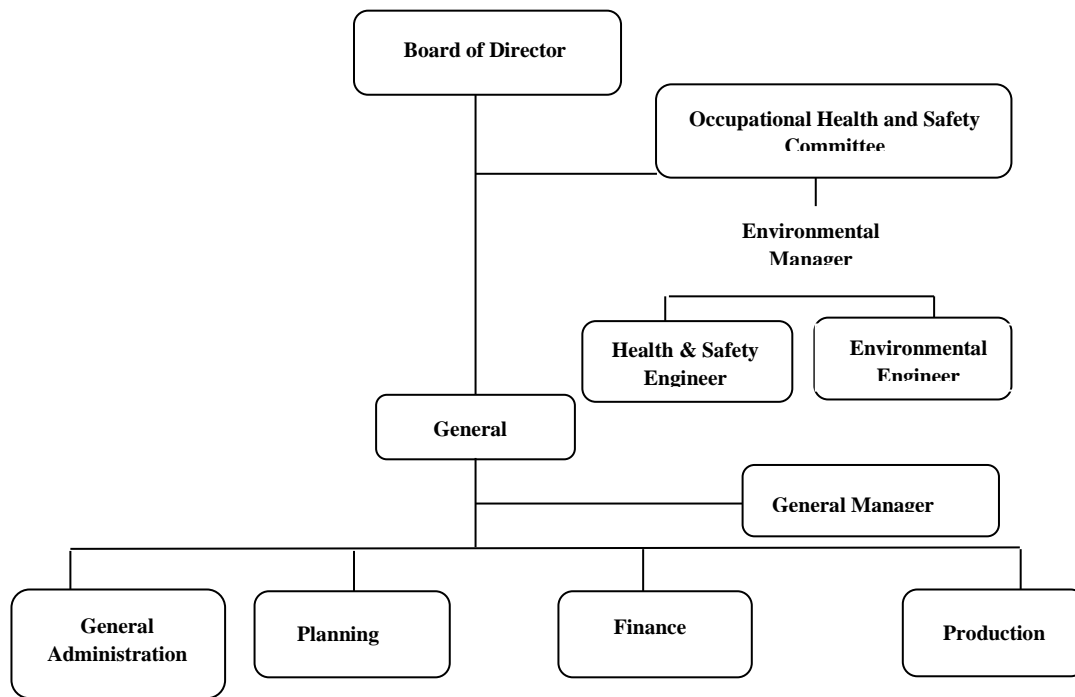 Board of Director
Occupational Health and Safety
Committee
Environmental
Manager
Health & Safety
Engineer
Environmental
Engineer
General
General Manager
General
Administration
Planning
Finance
Production